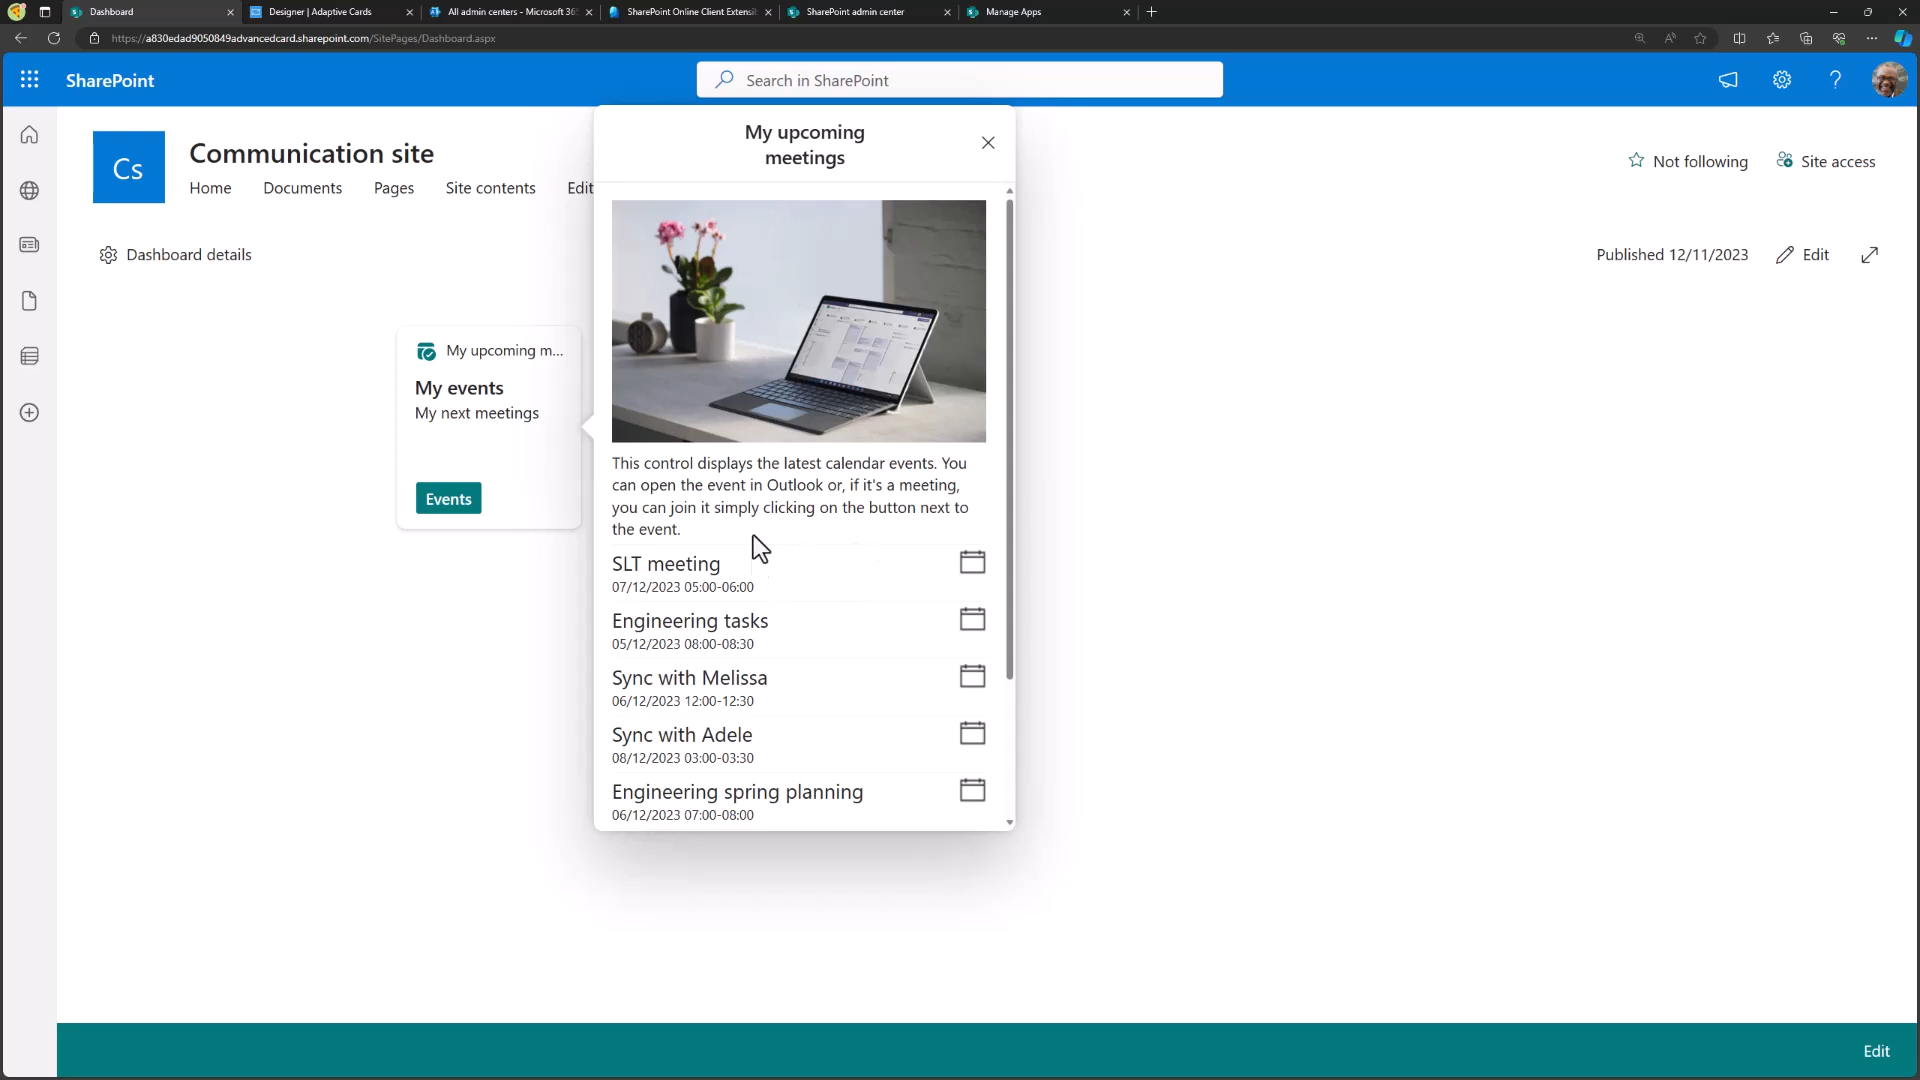 Dashboard
Designer | Adaptive Cards
All admin centers - Microsoft 36
SharePoint Online Client Extensi
SharePoint admin center
Manage Apps
https://a830edad9050849advancedcard.sharepoint.com/SitePages/Dashboard.aspx
SharePoint
Search in SharePoint
Cs
Communication site
Home Documents Pages Site contents Edit
Not following
Site access
Dashboard details
Published 12/11/2023
Edit
My upcoming m...
My events
My next meetings
Events
My upcoming
meetings
This control displays the latest calendar events. You
can open the event in Outlook or, if it's a meeting,
you can join it simply clicking on the button next to
the event.
SLT meeting
07/12/2023 05:00-06:00
Engineering tasks
05/12/2023 08:00-08:30
Sync with Melissa
06/12/2023 12:00-12:30
Sync with Adele
08/12/2023 03:00-03:30
Engineering spring planning
06/12/2023 07:00-08:00
Edit